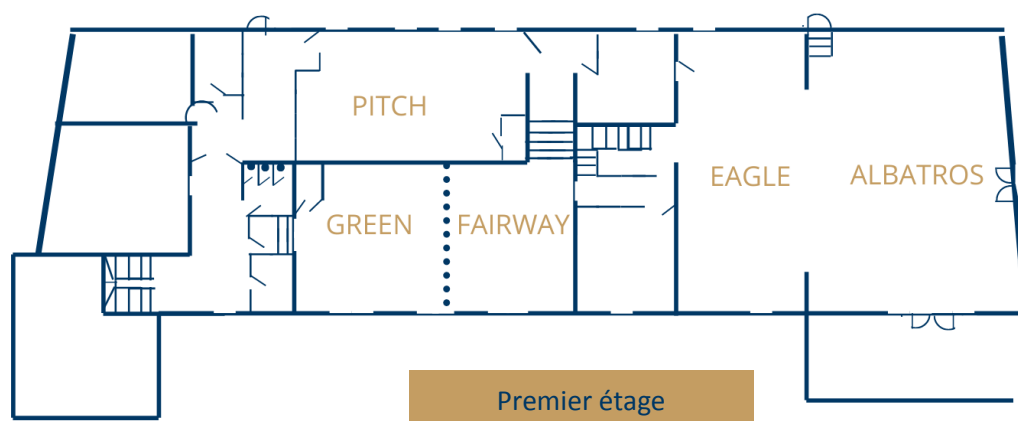 PITCH
EAGLE
ALBATROS
GREEN
FAIRWAY
Premier étage